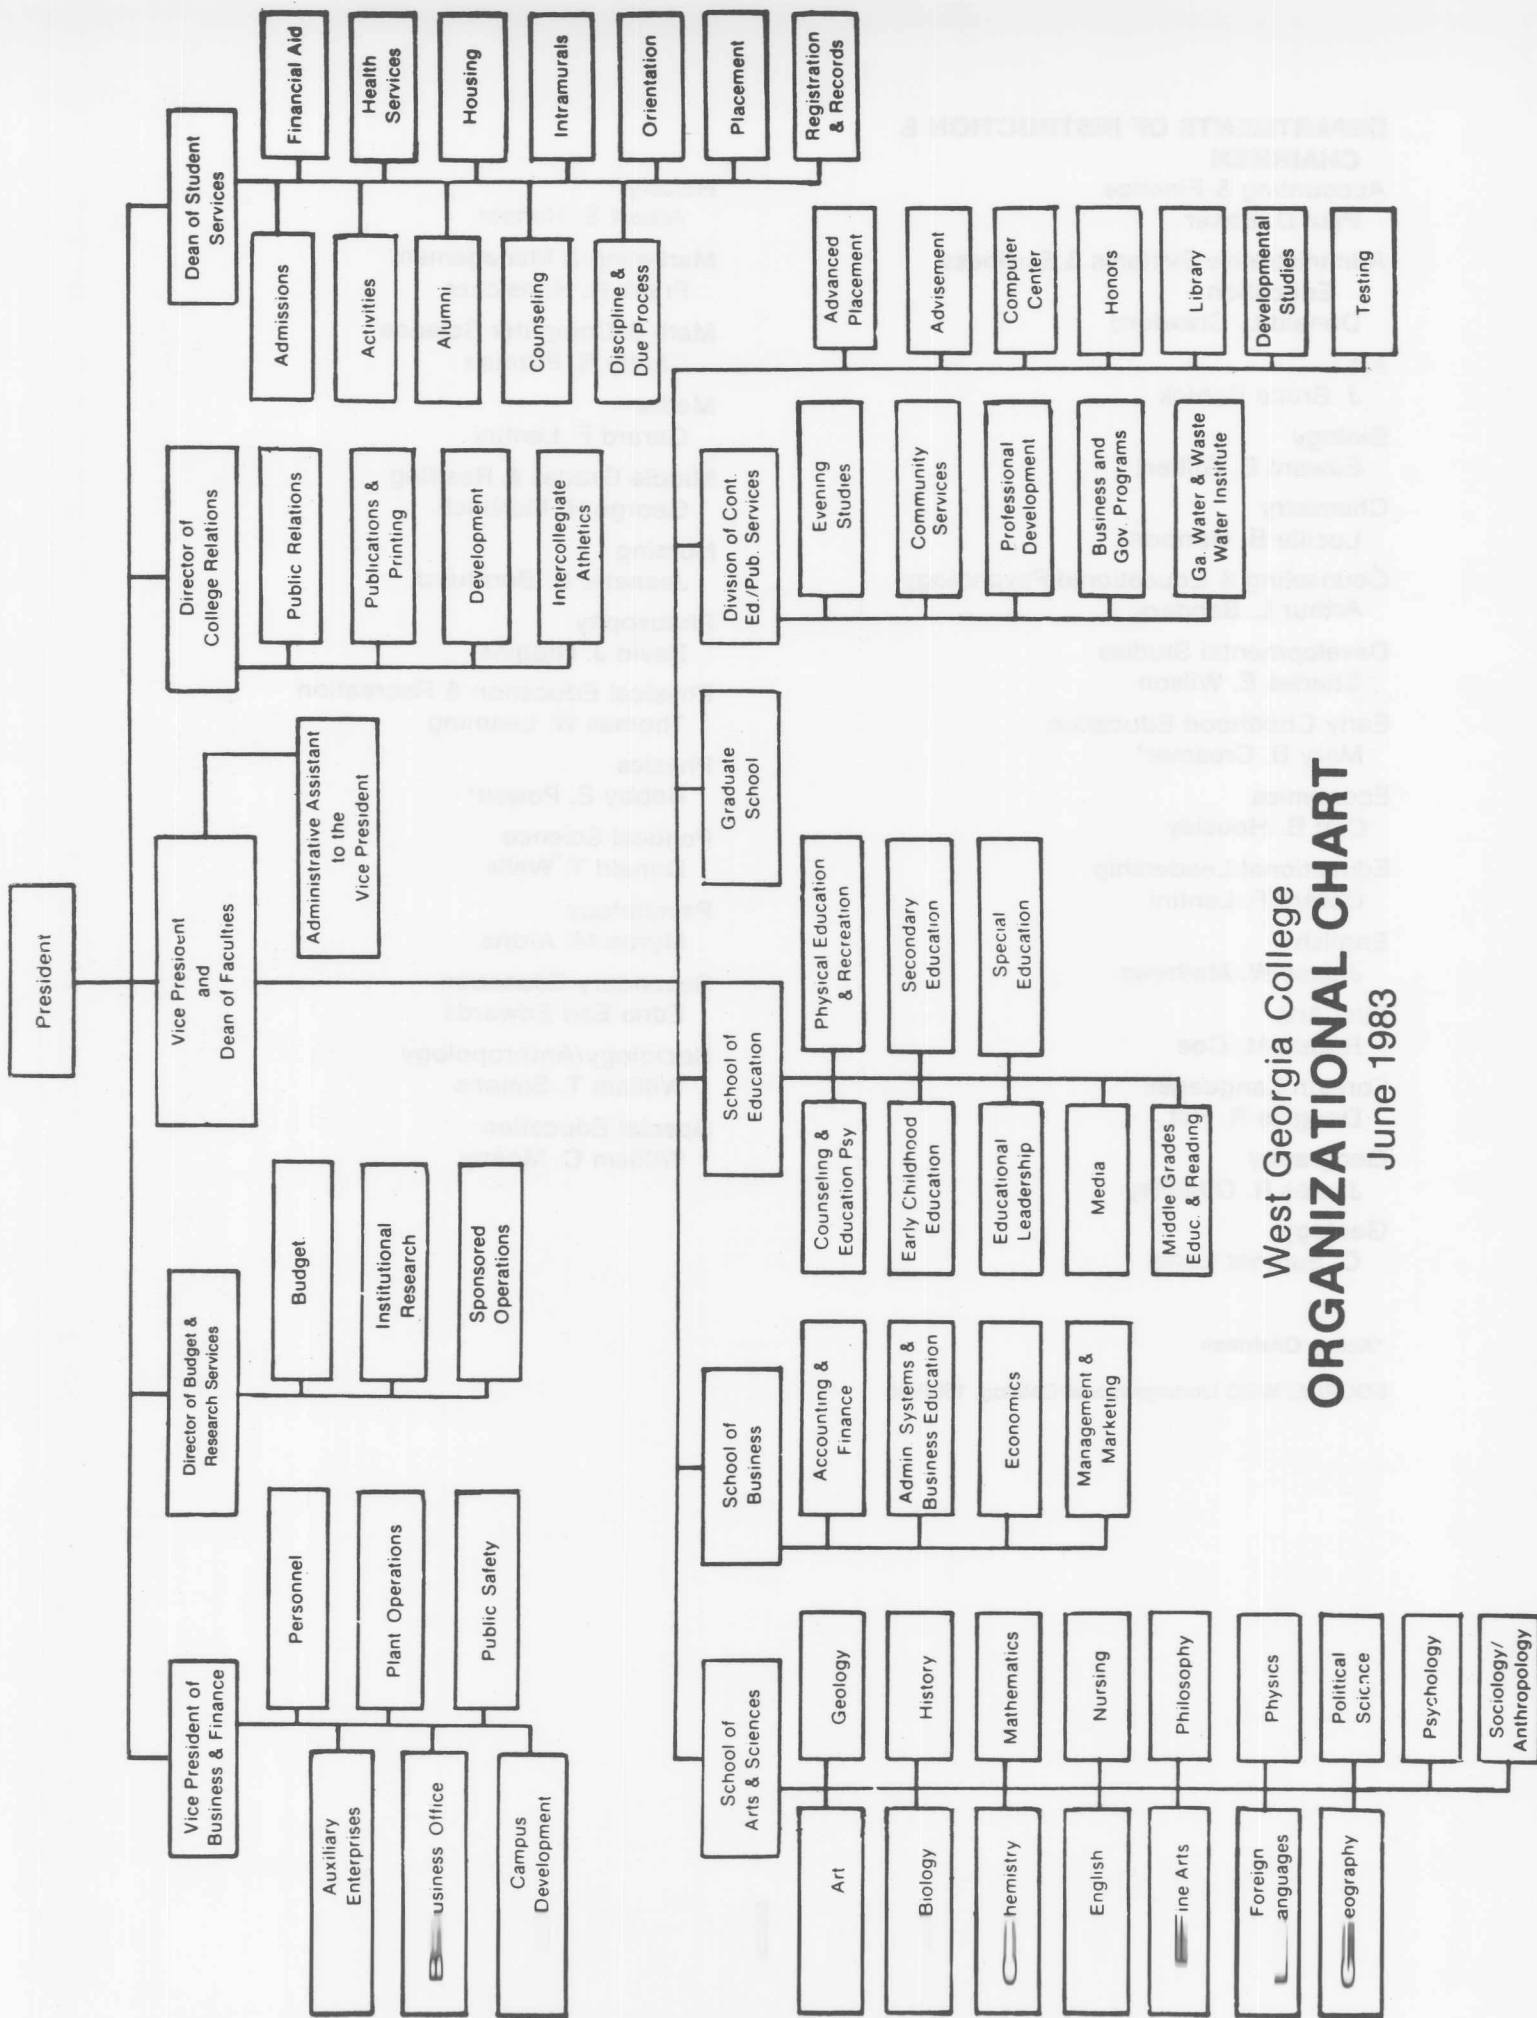 President
Vice President
and
Dean of Faculties
Administrative Assistant
to the
Vice President
Vice President of
Business & Finance
Auxiliary
Enterprises
Business Office
Campus
Development
Personnel
Plant Operations
Public Safety
Director of Budget &
Research Services
Budget
Institutional
Research
Sponsored
Operations
Director of
College Relations
Public Relations
Publications &
Printing
Development
Intercollegiate
Athletics
Dean of Student
Services
Admissions
Activities
Alumni
Counseling
Discipline &
Due Process
Financial Aid
Health
Services
Housing
Intramurals
Orientation
Placement
Registration
& Records
School of
Arts & Sciences
Art
Biology
Chemistry
English
Fine Arts
Foreign
Languages
Geography
Geology
History
Mathematics
Nursing
Philosophy
Physics
Political
Science
Psychology
Sociology/
Anthropology
School of
Business
Accounting &
Finance
Admin Systems &
Business Education
Economics
Management &
Marketing
School of
Education
Counseling &
Education Psy
Early Childhood
Education
Educational
Leadership
Media
Middle Grades
Educ. & Reading
Physical Education
& Recreation
Secondary
Education
Special
Education
Graduate
School
Division of Cont.
Ed./Pub. Services
Evening
Studies
Community
Services
Professional
Development
Business and
Gov. Programs
Ga. Water & Waste
Water Institute
Advanced
Placement
Advisement
Computer
Center
Honors
Library
Developmental
Studies
Testing
West Georgia College
ORGANIZATIONAL CHART
June 1983